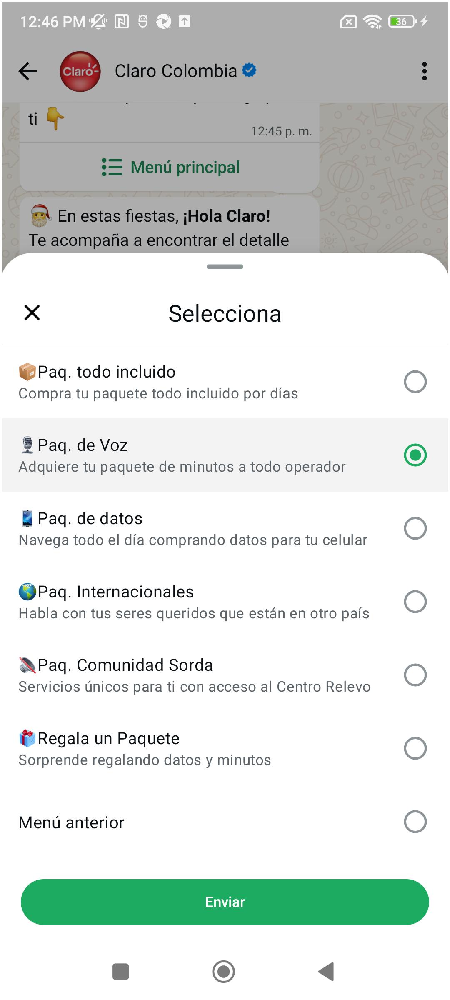 12:46 PM
36
Claro
Claro Colombia
ti 👇
12:45 p. m.
Menú principal
🎅 En estas fiestas, ¡Hola Claro!
Te acompaña a encontrar el detalle
Selecciona
📦Paq. todo incluido
Compra tu paquete todo incluido por días
🎙️Paq. de Voz
Adquiere tu paquete de minutos a todo operador
📱Paq. de datos
Navega todo el día comprando datos para tu celular
🌎Paq. Internacionales
Habla con tus seres queridos que están en otro país
🔇Paq. Comunidad Sorda
Servicios únicos para ti con acceso al Centro Relevo
🎁Regala un Paquete
Sorprende regalando datos y minutos
Menú anterior
Enviar